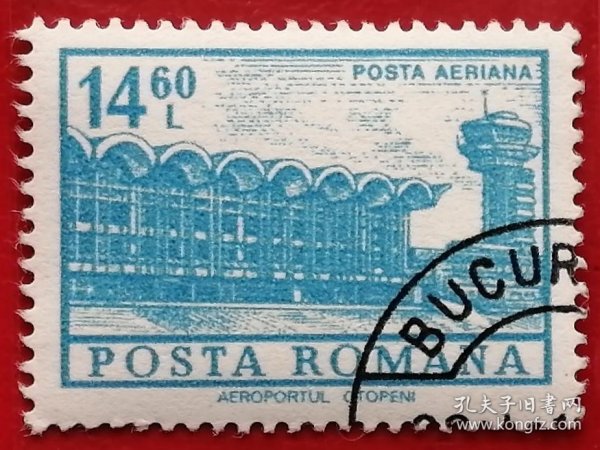 14 60 L
POSTA AERIANA
BUCUR
POSTA ROMANA
AEROPORTUL OTOPENI
孔夫子旧书网
www.kongfz.com